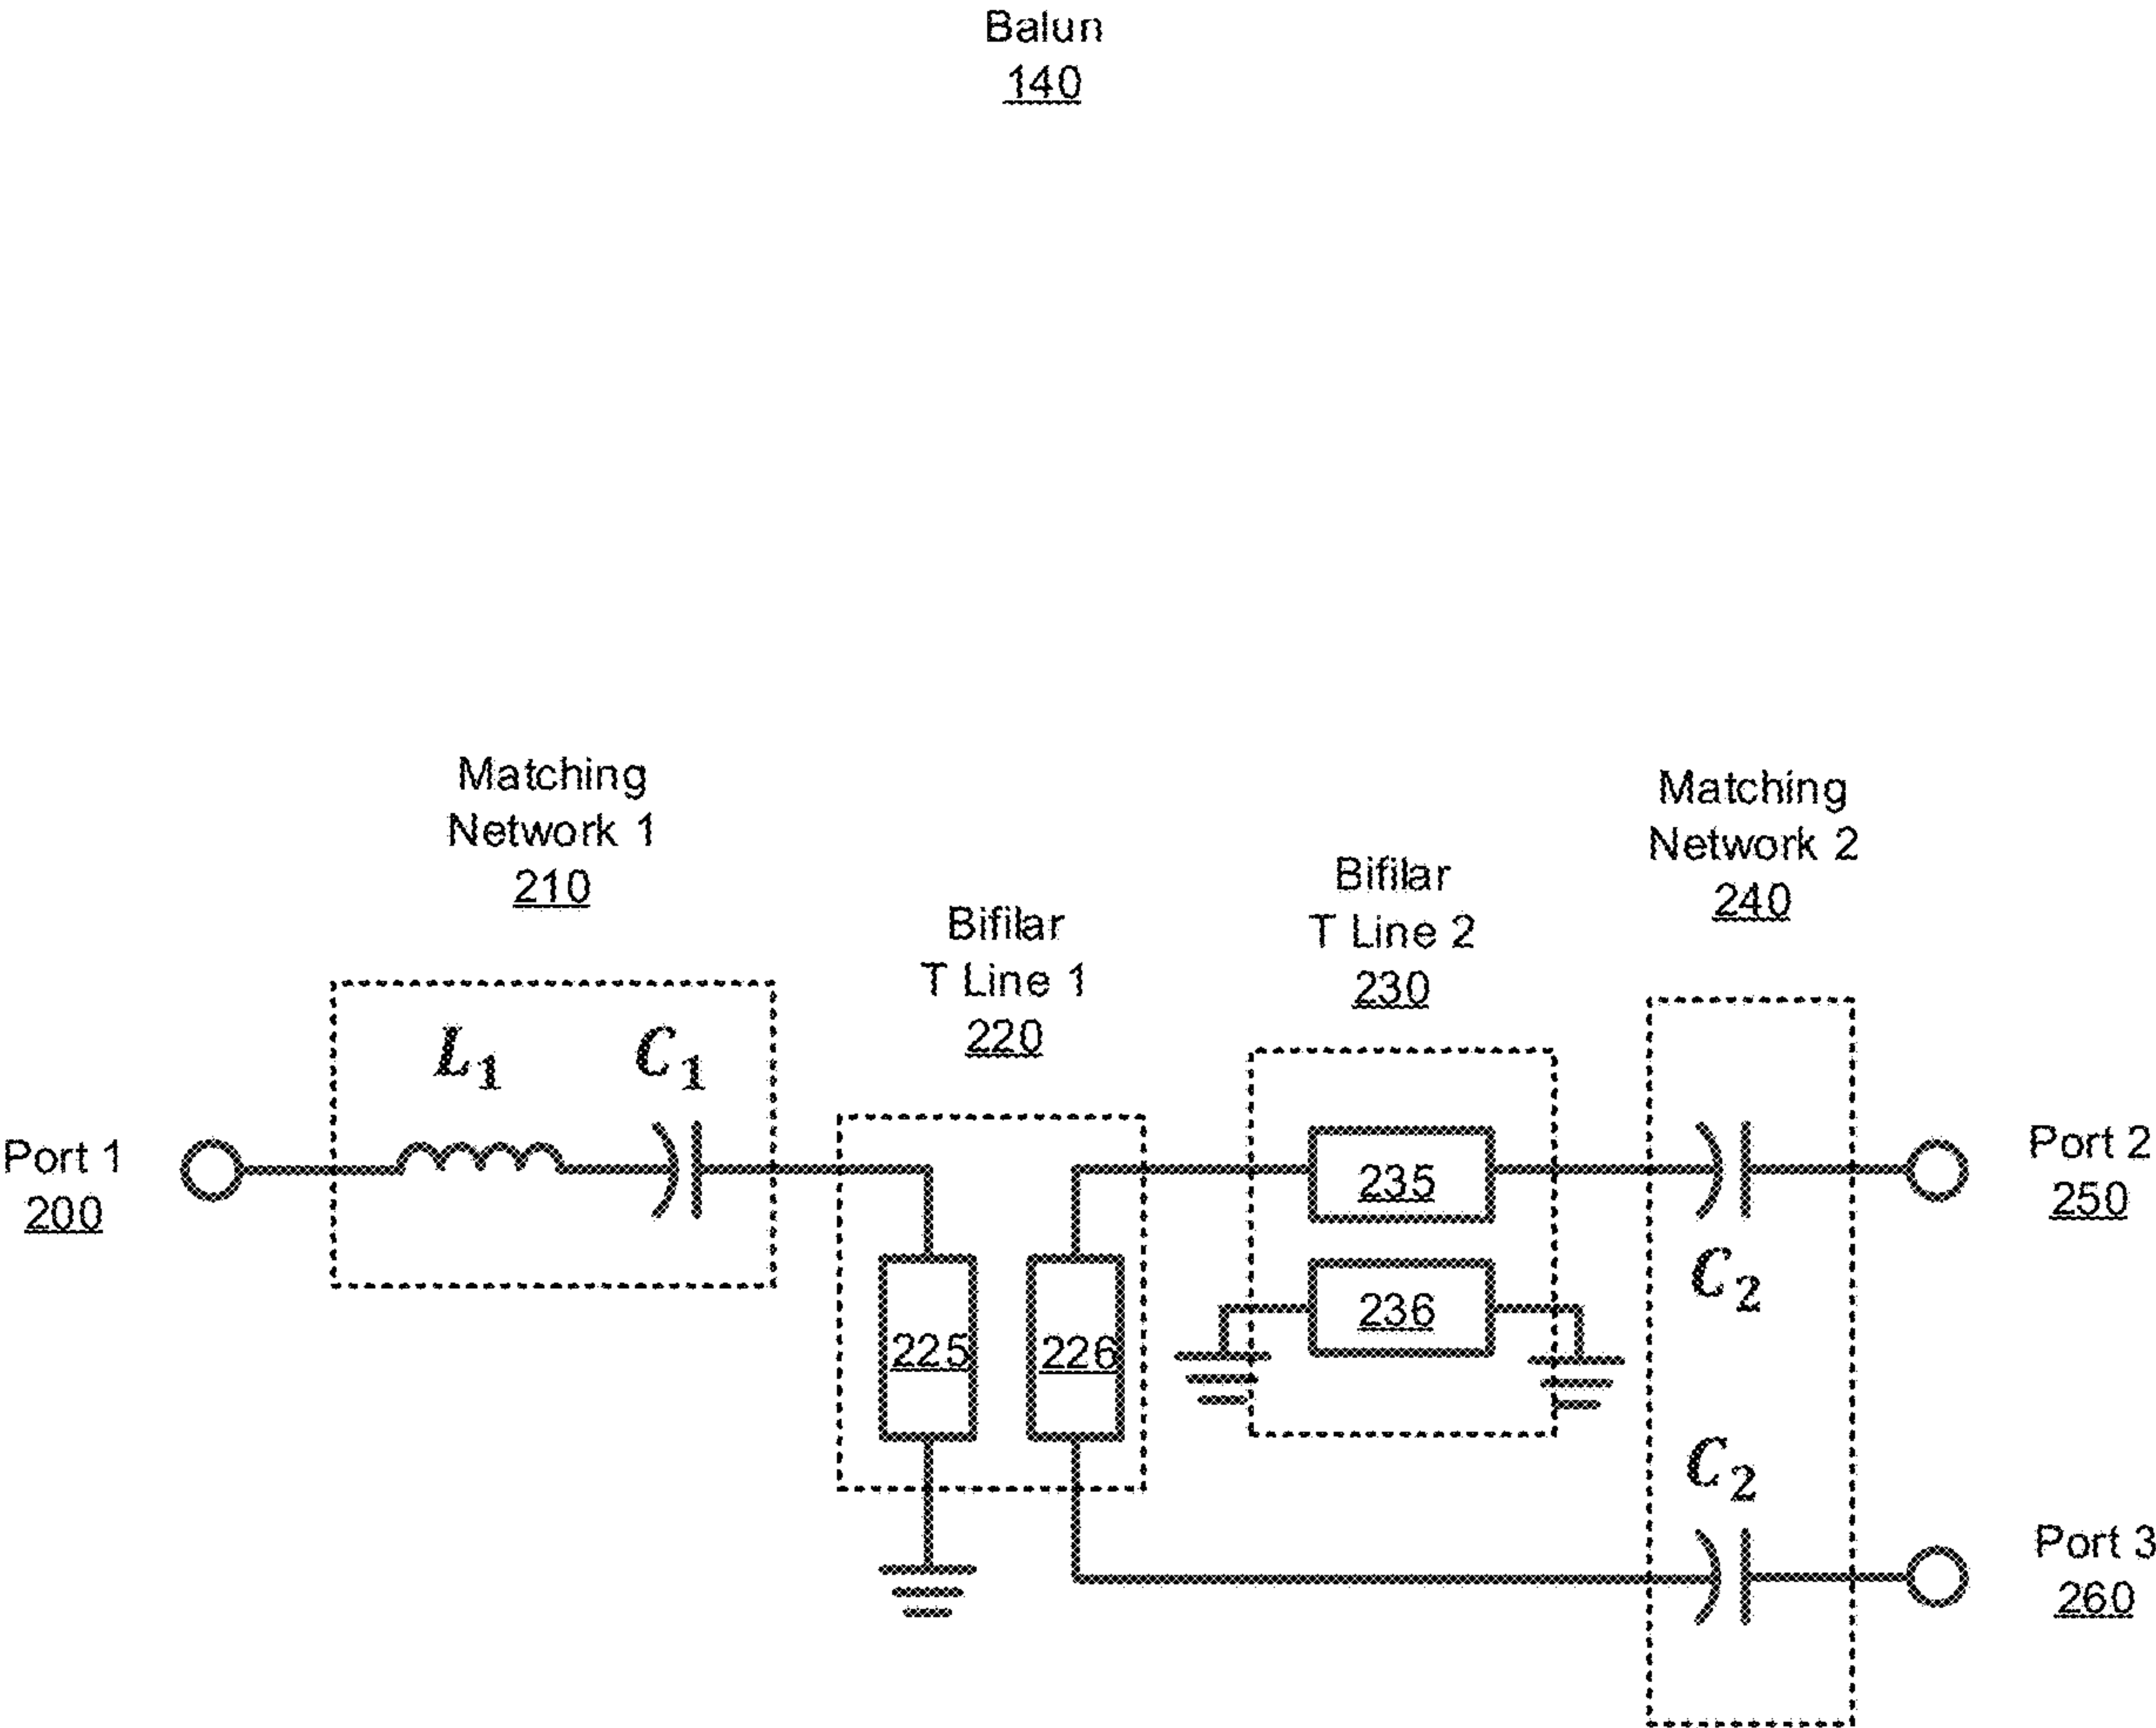 Balun
140
Matching
Network 1
210
Bifilar
T Line 1
220
Bifilar
T Line 2
230
Matching
Network 2
240
L₁
C₁
Port 1
200
225
226
235
236
C₂
C₂
Port 2
250
Port 3
260